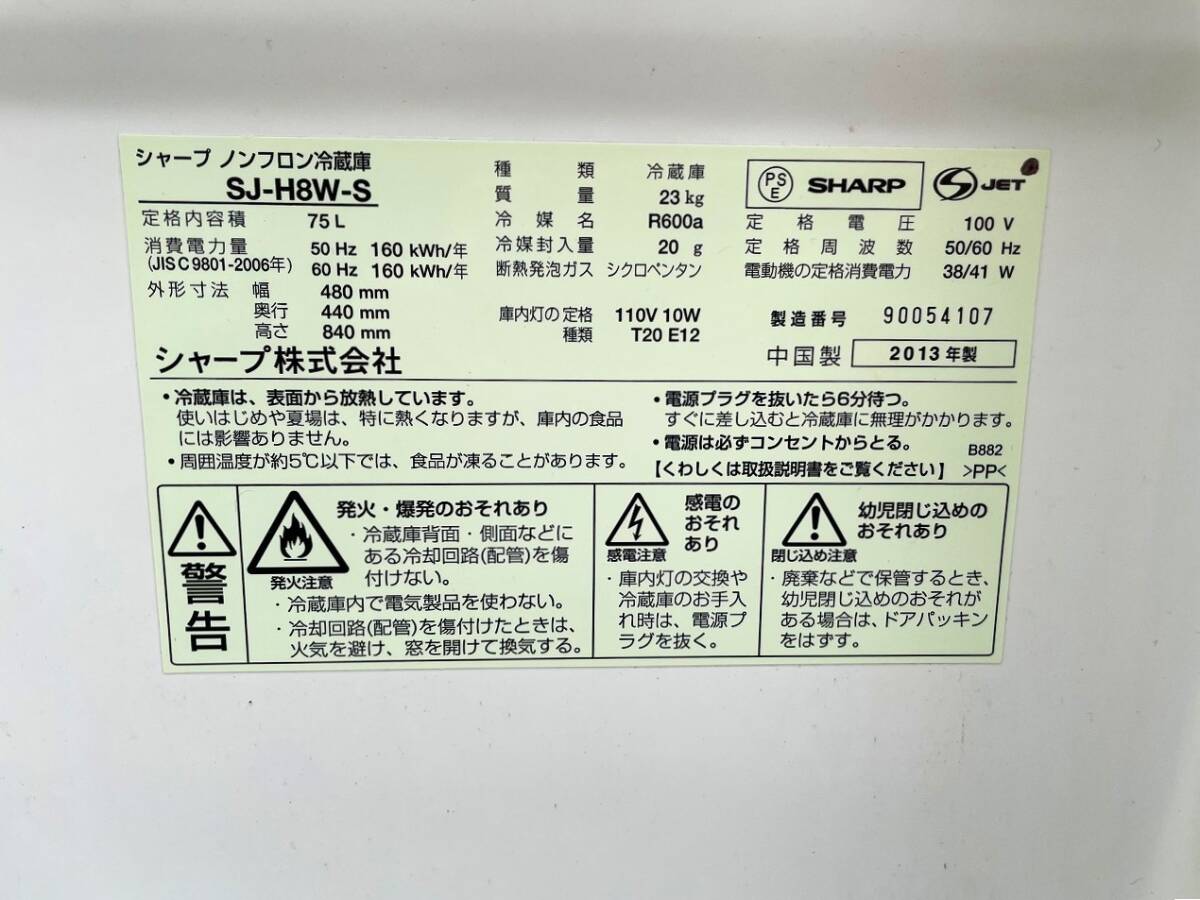 シャープ ノンフロン冷蔵庫
SJ-H8W-S
定格内容積 75 L
消費電力量 50 Hz 160 kWh/年
(JIS C 9801-2006年) 60 Hz 160 kWh/年
外形寸法 幅 480 mm
奥行 440 mm
高さ 840 mm
シャープ株式会社
種類 冷蔵庫
質量 23 kg
冷媒名 R600a
冷媒封入量 20 g
断熱発泡ガス シクロペンタン
庫内灯の定格 110V 10W
種類 T20 E12
PS E SHARP JET
定格電圧 100 V
定格周波数 50/60 Hz
電動機の定格消費電力 38/41 W
製造番号 90054107
中国製 2013年製
・冷蔵庫は、表面から放熱しています。
使いはじめや夏場は、特に熱くなりますが、庫内の食品
には影響ありません。
・周囲温度が約5℃以下では、食品が凍ることがあります。
・電源プラグを抜いたら6分待つ。
すぐに差し込むと冷蔵庫に無理がかかります。
・電源は必ずコンセントからとる。
B882
【くわしくは取扱説明書をご覧ください】 >PP<
警告
発火注意
発火・爆発のおそれあり
・冷蔵庫背面・側面などに
ある冷却回路(配管)を傷
付けない。
・冷蔵庫内で電気製品を使わない。
・冷却回路(配管)を傷付けたときは、
火気を避け、窓を開けて換気する。
感電注意
感電の
おそれ
あり
・庫内灯の交換や
冷蔵庫のお手入
れ時は、電源プ
ラグを抜く。
閉じ込め注意
幼児閉じ込めの
おそれあり
・廃棄などで保管するとき、
幼児閉じ込めのおそれが
ある場合は、ドアパッキン
をはずす。